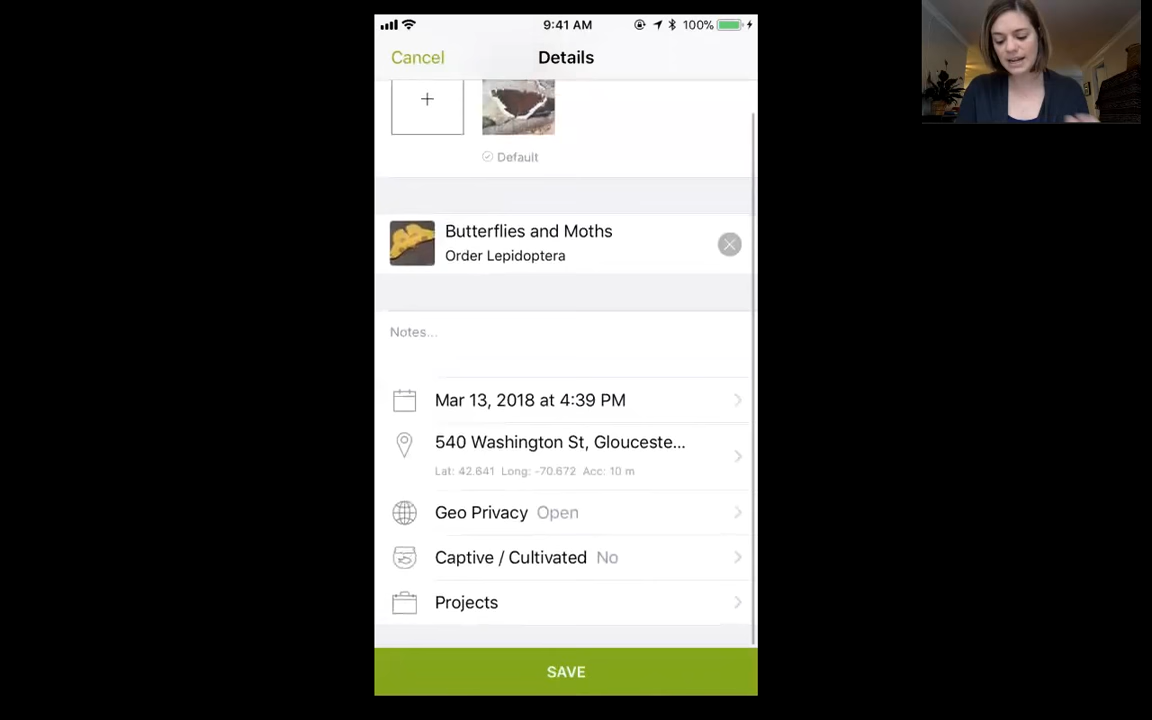 9:41 AM 100%
Cancel Details
+
Default
Butterflies and Moths
Order Lepidoptera
Notes...
Mar 13, 2018 at 4:39 PM
540 Washington St, Glouceste...
Lat: 42.641 Long: -70.672 Acc: 10 m
Geo Privacy Open
Captive / Cultivated No
Projects
SAVE